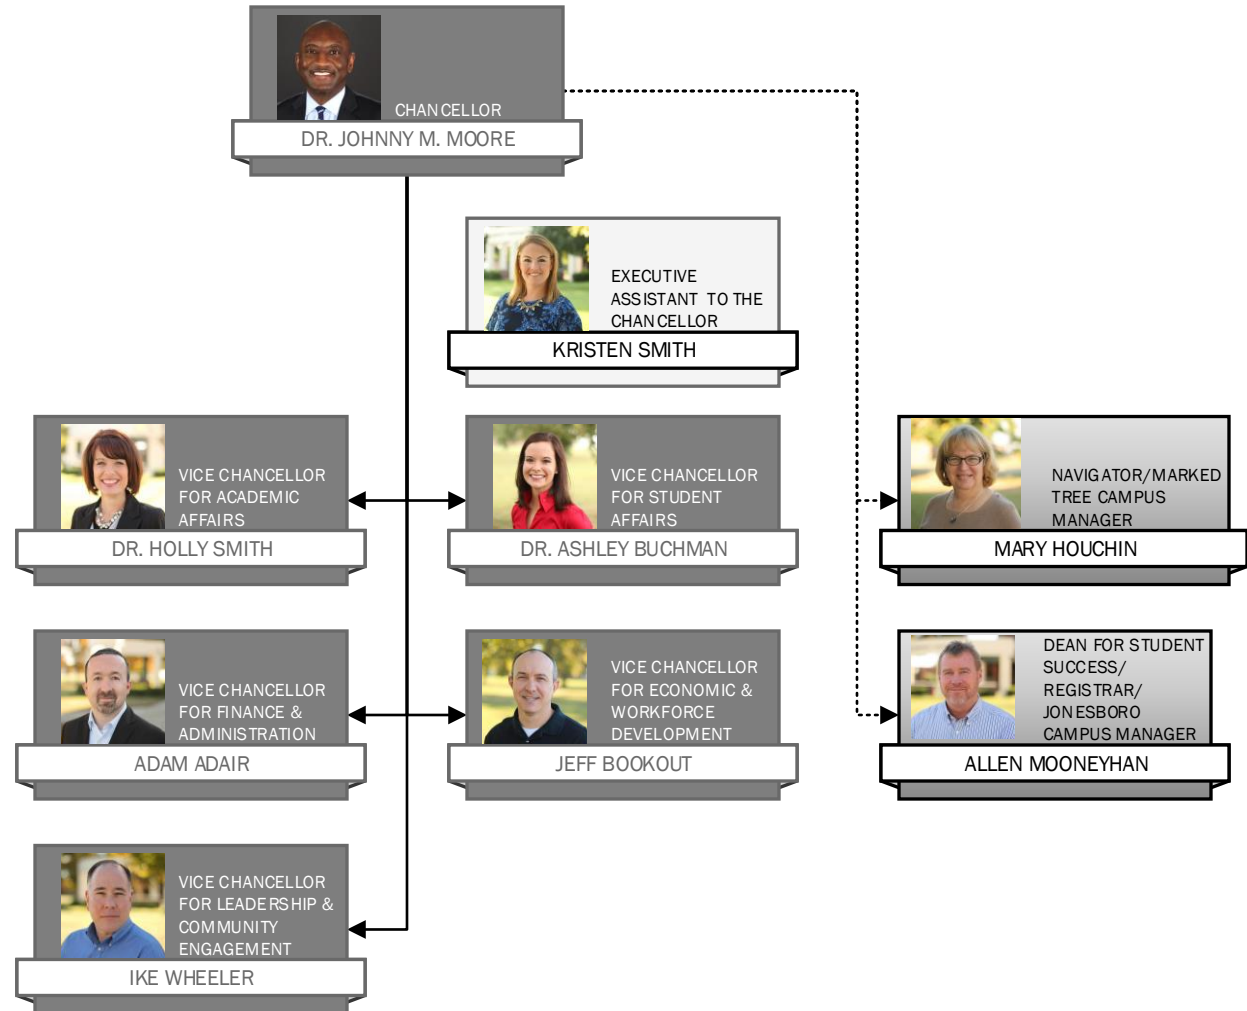 CHANCELLOR
DR. JOHNNY M. MOORE
EXECUTIVE
ASSISTANT TO THE
CHANCELLOR
KRISTEN SMITH
VICE CHANCELLOR
FOR ACADEMIC
AFFAIRS
DR. HOLLY SMITH
VICE CHANCELLOR
FOR STUDENT
AFFAIRS
DR. ASHLEY BUCHMAN
NAVIGATOR/MARKED
TREE CAMPUS
MANAGER
MARY HOUCHIN
VICE CHANCELLOR
FOR FINANCE &
ADMINISTRATION
ADAM ADAIR
VICE CHANCELLOR
FOR ECONOMIC &
WORKFORCE
DEVELOPMENT
JEFF BOOKOUT
DEAN FOR STUDENT
SUCCESS/
REGISTRAR/
JONESBORO
CAMPUS MANAGER
ALLEN MOONEYHAN
VICE CHANCELLOR
FOR LEADERSHIP &
COMMUNITY
ENGAGEMENT
IKE WHEELER